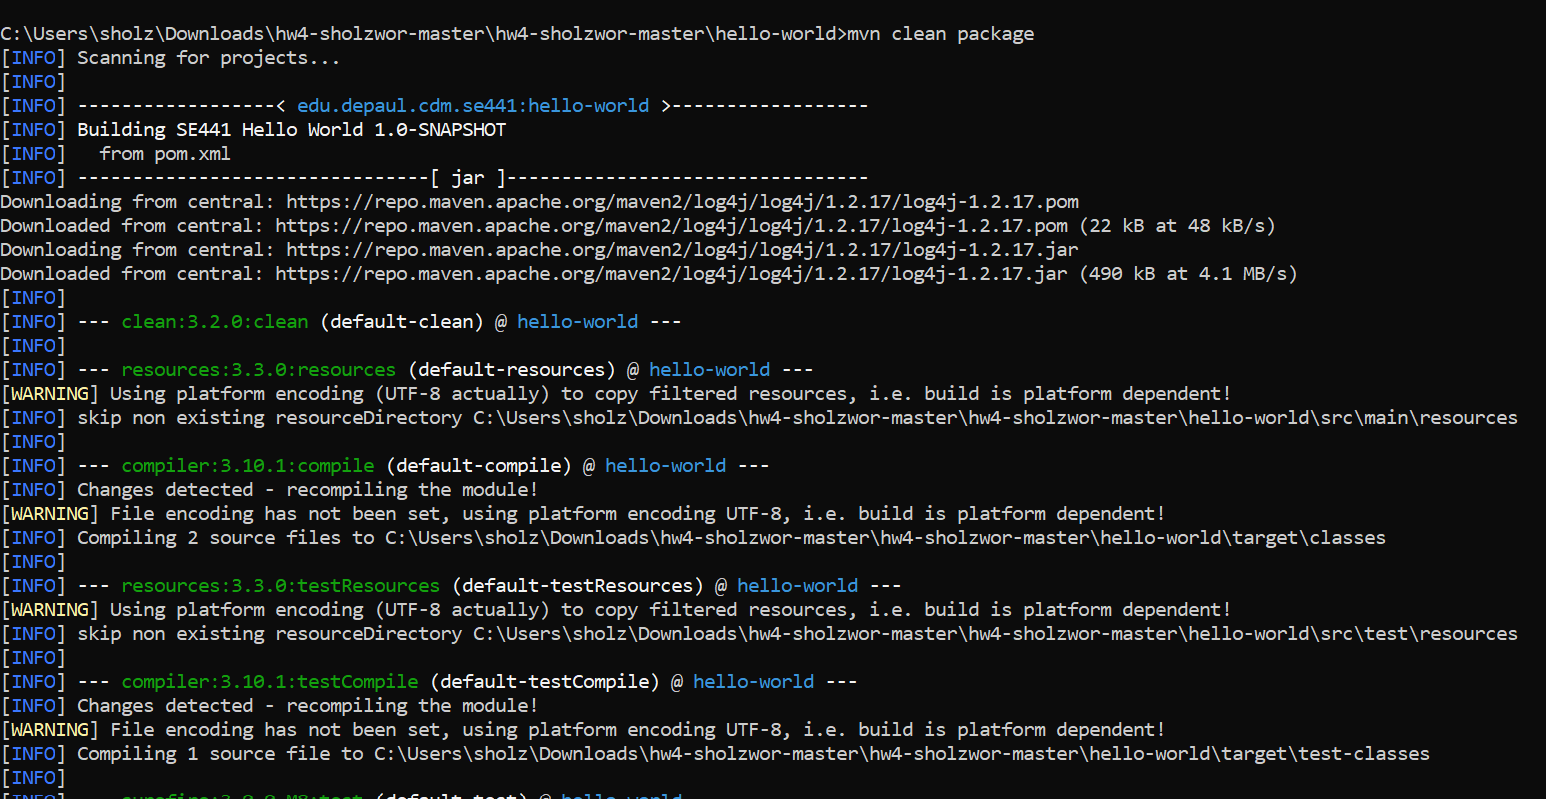 C:\Users\sholz\Downloads\hw4-sholzwor-master\hw4-sholzwor-master\hello-world>mvn clean package
[INFO] Scanning for projects...
[INFO]
[INFO] ------------------< edu.depaul.cdm.se441:hello-world >------------------
[INFO] Building SE441 Hello World 1.0-SNAPSHOT
[INFO]   from pom.xml
[INFO] --------------------------------[ jar ]---------------------------------
Downloading from central: https://repo.maven.apache.org/maven2/log4j/log4j/1.2.17/log4j-1.2.17.pom
Downloaded from central: https://repo.maven.apache.org/maven2/log4j/log4j/1.2.17/log4j-1.2.17.pom (22 kB at 48 kB/s)
Downloading from central: https://repo.maven.apache.org/maven2/log4j/log4j/1.2.17/log4j-1.2.17.jar
Downloaded from central: https://repo.maven.apache.org/maven2/log4j/log4j/1.2.17/log4j-1.2.17.jar (490 kB at 4.1 MB/s)
[INFO]
[INFO] --- clean:3.2.0:clean (default-clean) @ hello-world ---
[INFO]
[INFO] --- resources:3.3.0:resources (default-resources) @ hello-world ---
[WARNING] Using platform encoding (UTF-8 actually) to copy filtered resources, i.e. build is platform dependent!
[INFO] skip non existing resourceDirectory C:\Users\sholz\Downloads\hw4-sholzwor-master\hw4-sholzwor-master\hello-world\src\main\resources
[INFO]
[INFO] --- compiler:3.10.1:compile (default-compile) @ hello-world ---
[INFO] Changes detected - recompiling the module!
[WARNING] File encoding has not been set, using platform encoding UTF-8, i.e. build is platform dependent!
[INFO] Compiling 2 source files to C:\Users\sholz\Downloads\hw4-sholzwor-master\hw4-sholzwor-master\hello-world\target\classes
[INFO]
[INFO] --- resources:3.3.0:testResources (default-testResources) @ hello-world ---
[WARNING] Using platform encoding (UTF-8 actually) to copy filtered resources, i.e. build is platform dependent!
[INFO] skip non existing resourceDirectory C:\Users\sholz\Downloads\hw4-sholzwor-master\hw4-sholzwor-master\hello-world\src\test\resources
[INFO]
[INFO] --- compiler:3.10.1:testCompile (default-testCompile) @ hello-world ---
[INFO] Changes detected - recompiling the module!
[WARNING] File encoding has not been set, using platform encoding UTF-8, i.e. build is platform dependent!
[INFO] Compiling 1 source file to C:\Users\sholz\Downloads\hw4-sholzwor-master\hw4-sholzwor-master\hello-world\target\test-classes
[INFO]
[INFO] (default-test) @ hello-world